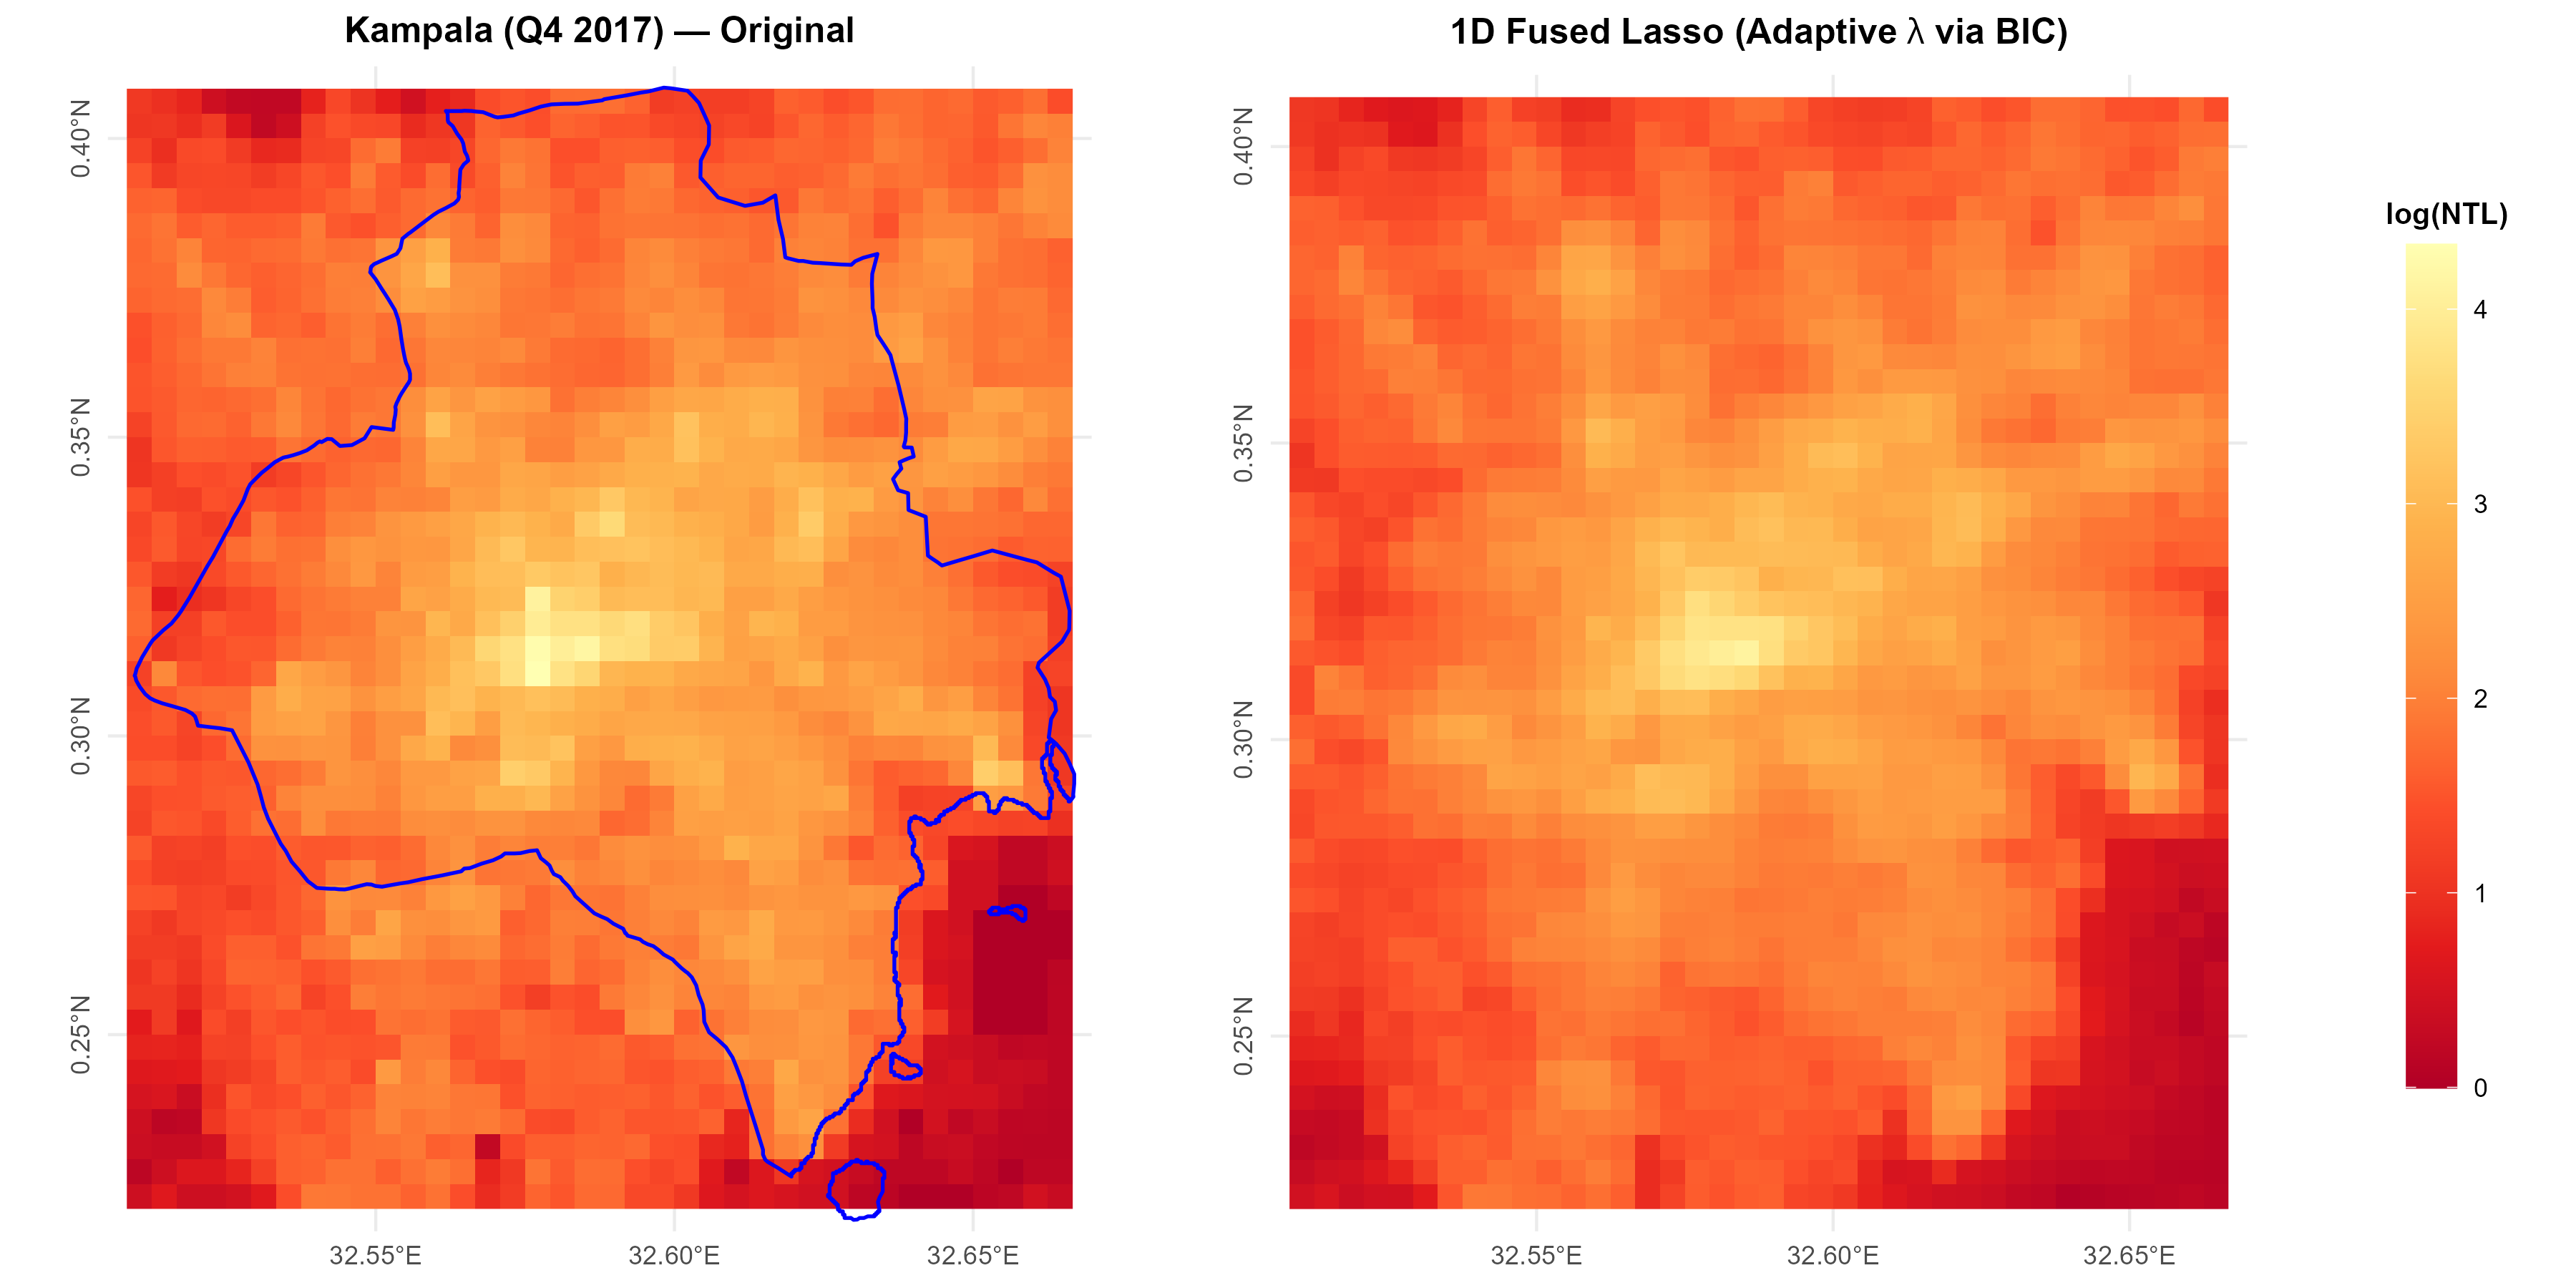 Kampala (Q4 2017) — Original
0.40°N
0.35°N
0.30°N
0.25°N
32.55°E
32.60°E
32.65°E
1D Fused Lasso (Adaptive λ via BIC)
0.40°N
0.35°N
0.30°N
0.25°N
32.55°E
32.60°E
32.65°E
log(NTL)
4
3
2
1
0